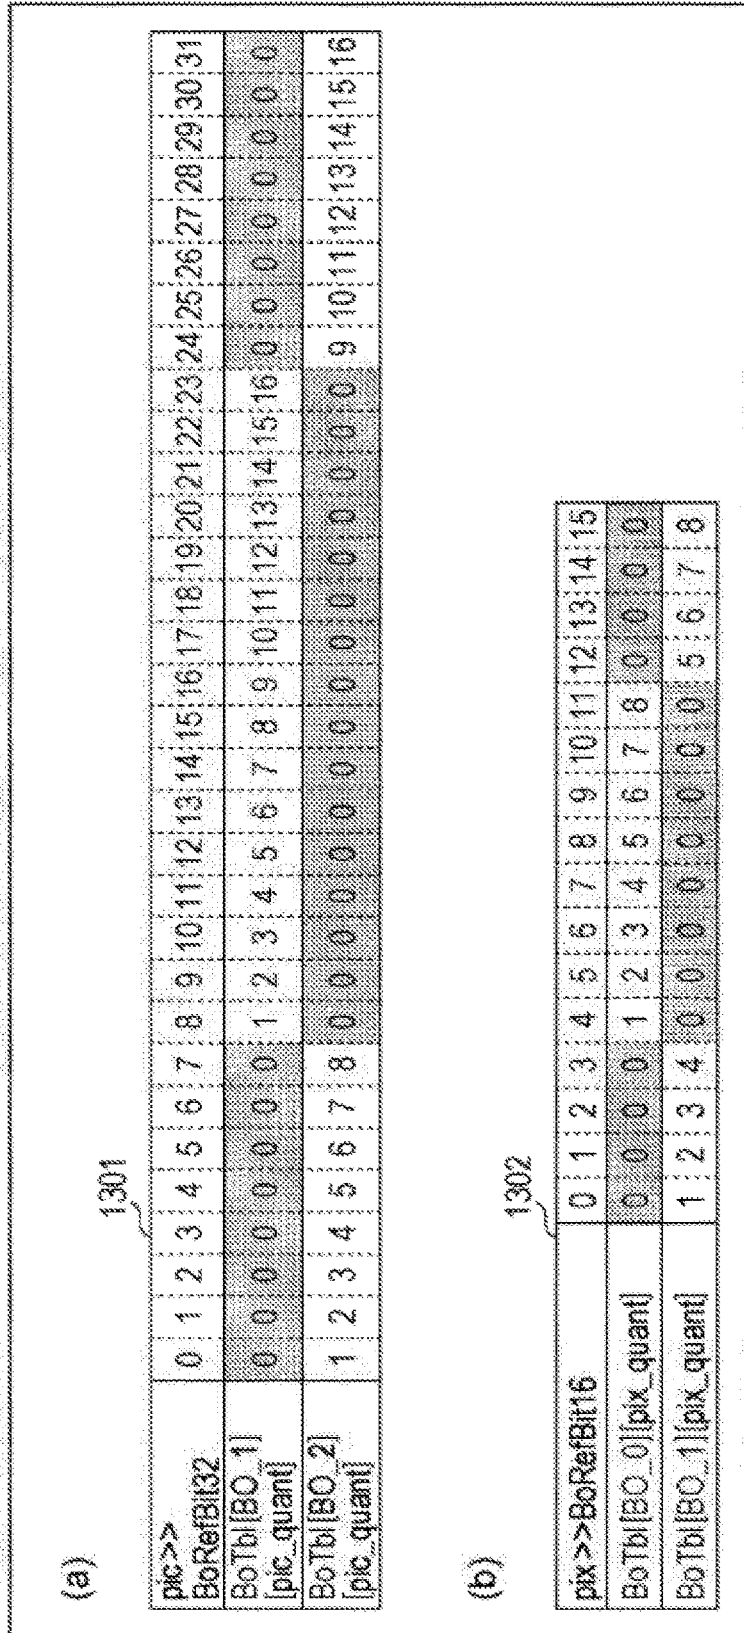 (a)
1301
pic >> BoRefBit32 0 1 2 3 4 5 6 7 8 9 10 11 12 13 14 15 16 17 18 19 20 21 22 23 24 25 26 27 28 29 30 31
BoTbl[BO_1][pic_quant] 0 0 0 0 0 0 0 0 1 2 3 4 5 6 7 8 9 10 11 12 13 14 15 16 0 0 0 0 0 0 0 0
BoTbl[BO_2][pic_quant] 1 2 3 4 5 6 7 8 0 0 0 0 0 0 0 0 0 0 0 0 0 0 0 0 9 10 11 12 13 14 15 16
(b)
1302
pix >>BoRefBit16 0 1 2 3 4 5 6 7 8 9 10 11 12 13 14 15
BoTbl[BO_0][pix_quant] 0 0 0 0 1 2 3 4 5 6 7 8 0 0 0 0
BoTbl[BO_1][pix_quant] 1 2 3 4 0 0 0 0 0 0 0 0 5 6 7 8